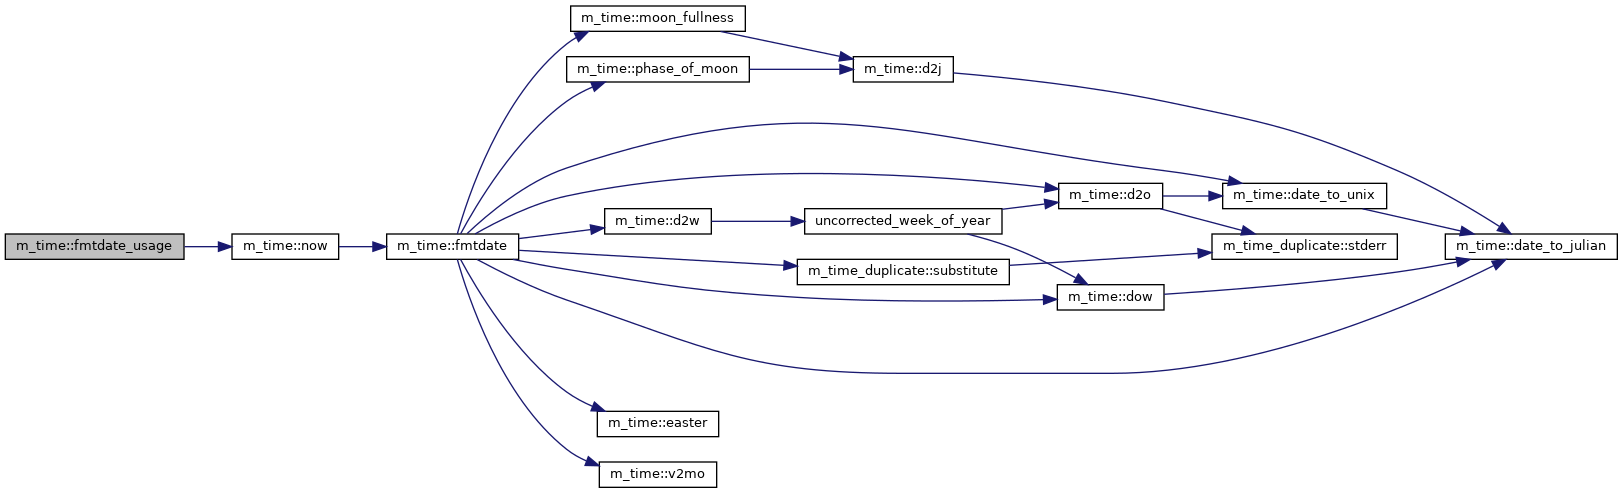 m_time::moon_fullness
m_time::phase_of_moon
m_time::d2j
m_time::d2o
m_time::date_to_unix
m_time::d2w
uncorrected_week_of_year
m_time::fmtdate_usage
m_time::now
m_time::fmtdate
m_time_duplicate::stderr
m_time::date_to_julian
m_time_duplicate::substitute
m_time::dow
m_time::easter
m_time::v2mo